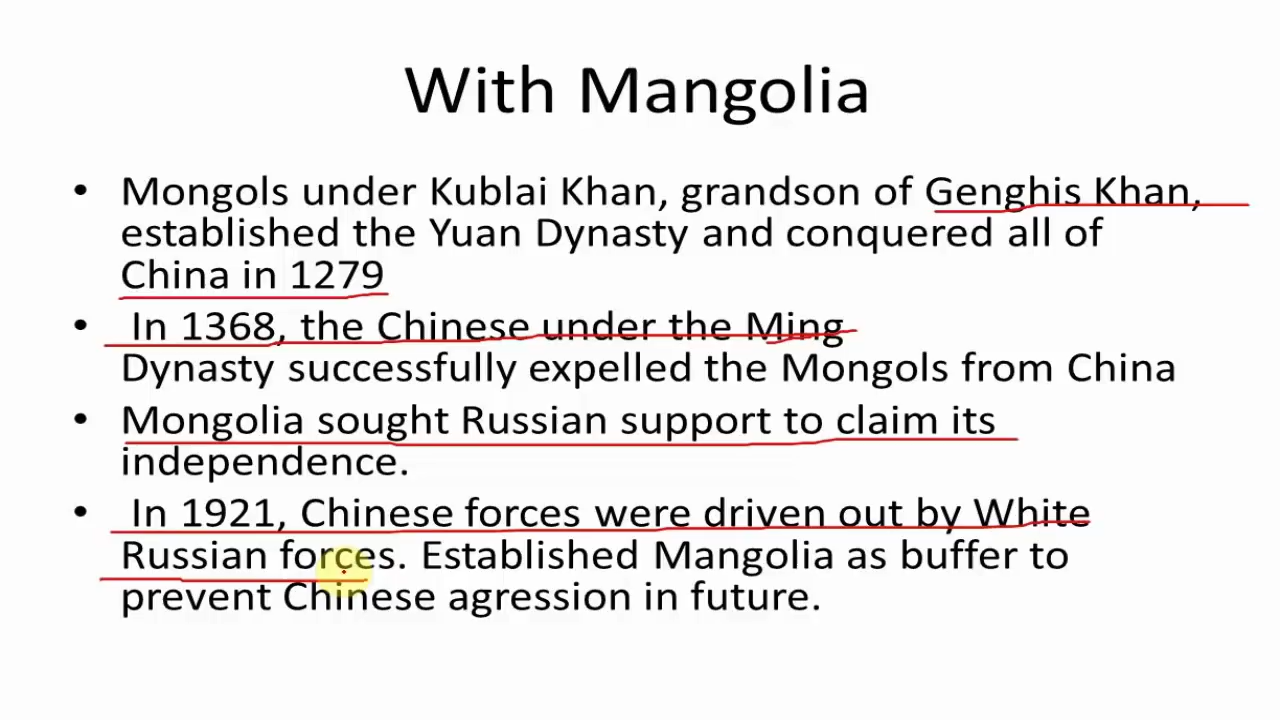 With Mangolia
• Mongols under Kublai Khan, grandson of Genghis Khan,
established the Yuan Dynasty and conquered all of
China in 1279
• In 1368, the Chinese under the Ming
Dynasty successfully expelled the Mongols from China
• Mongolia sought Russian support to claim its
independence.
• In 1921, Chinese forces were driven out by White
Russian forces. Established Mangolia as buffer to
prevent Chinese agression in future.